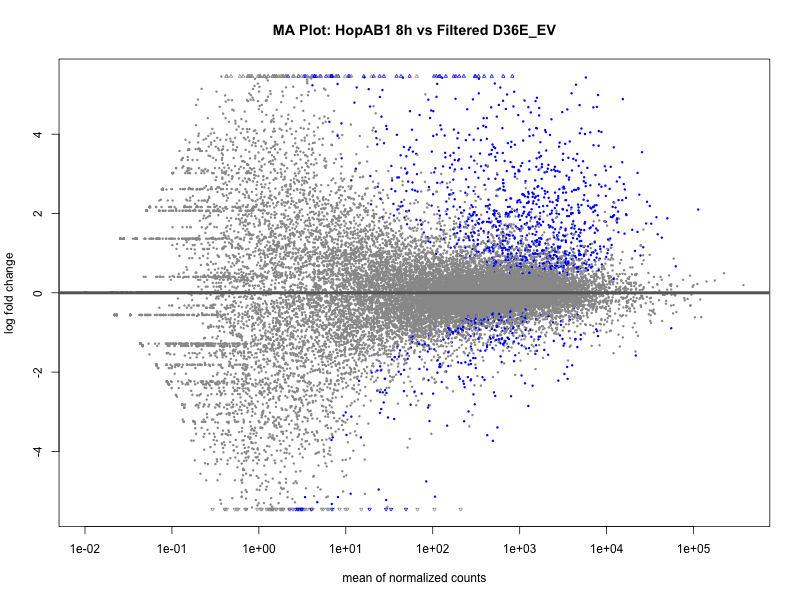 MA Plot: HopAB1 8h vs Filtered D36E_EV
log fold change
4
2
0
-2
-4
1e-02 1e-01 1e+00 1e+01 1e+02 1e+03 1e+04 1e+05
mean of normalized counts